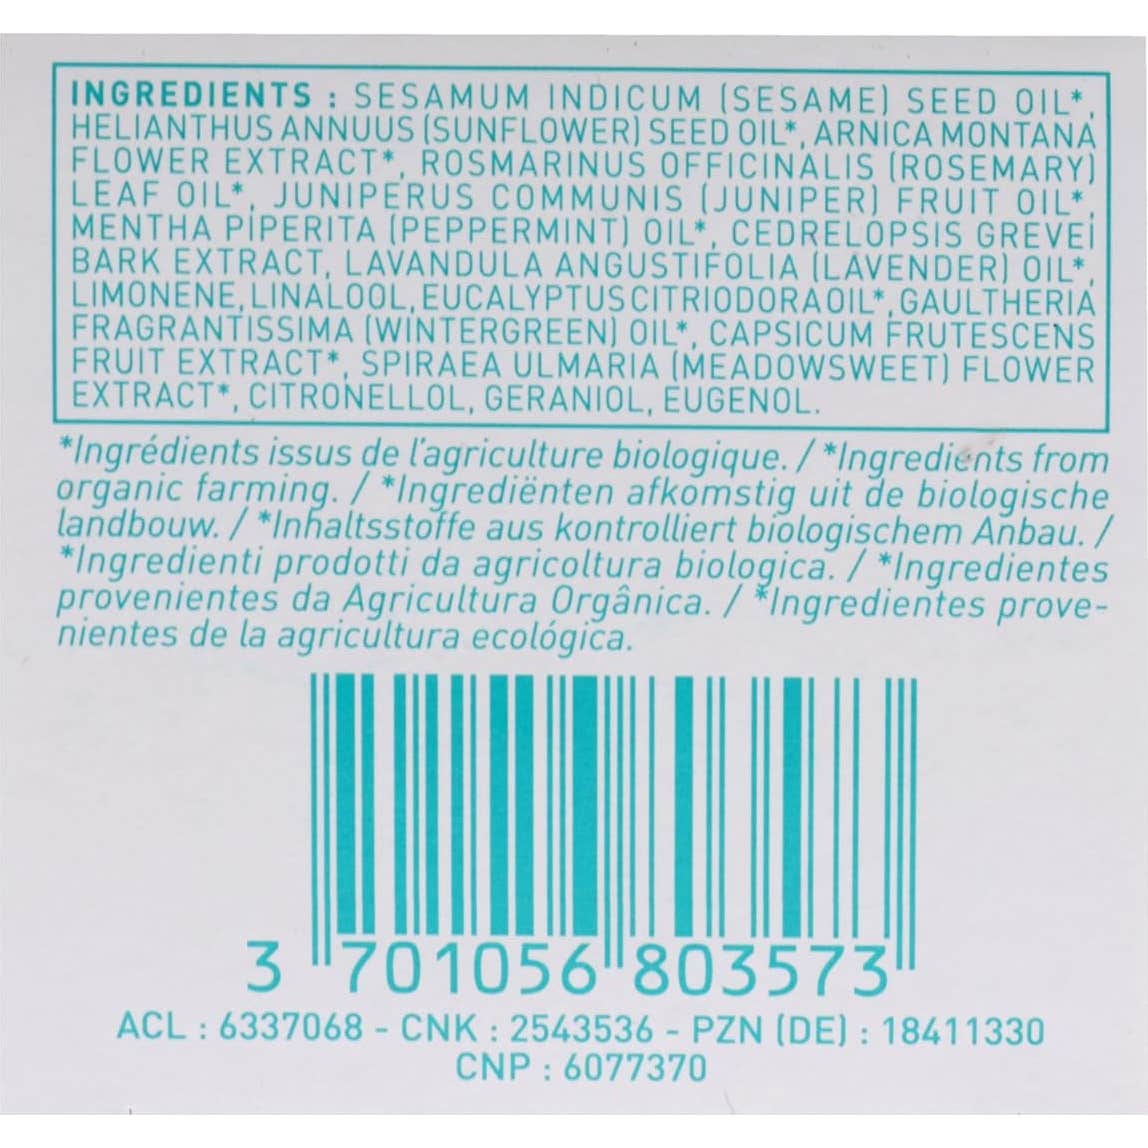 INGREDIENTS : SESAMUM INDICUM (SESAME) SEED OIL*,
HELIANTHUS ANNUUS (SUNFLOWER) SEED OIL*, ARNICA MONTANA
FLOWER EXTRACT*, ROSMARINUS OFFICINALIS (ROSEMARY)
LEAF OIL*, JUNIPERUS COMMUNIS (JUNIPER) FRUIT OIL*,
MENTHA PIPERITA (PEPPERMINT) OIL*, CEDRELOPSIS GREVEI
BARK EXTRACT, LAVANDULA ANGUSTIFOLIA (LAVENDER) OIL*,
LIMONENE, LINALOOL, EUCALYPTUS CITRIODORA OIL*, GAULTHERIA
FRAGRANTISSIMA (WINTERGREEN) OIL*, CAPSICUM FRUTESCENS
FRUIT EXTRACT*, SPIRAEA ULMARIA (MEADOWSWEET) FLOWER
EXTRACT*, CITRONELLOL, GERANIOL, EUGENOL.
*Ingrédients issus de l'agriculture biologique. / *Ingredients from
organic farming. / *Ingrediënten afkomstig uit de biologische
landbouw. / *Inhaltsstoffe aus kontrolliert biologischem Anbau. /
*Ingredienti prodotti da agricoltura biologica. / *Ingredientes
provenientes da Agricultura Orgânica. / *Ingredientes prove-
nientes de la agricultura ecológica.
3 701056 803573
ACL : 6337068 - CNK : 2543536 - PZN (DE) : 18411330
CNP : 6077370